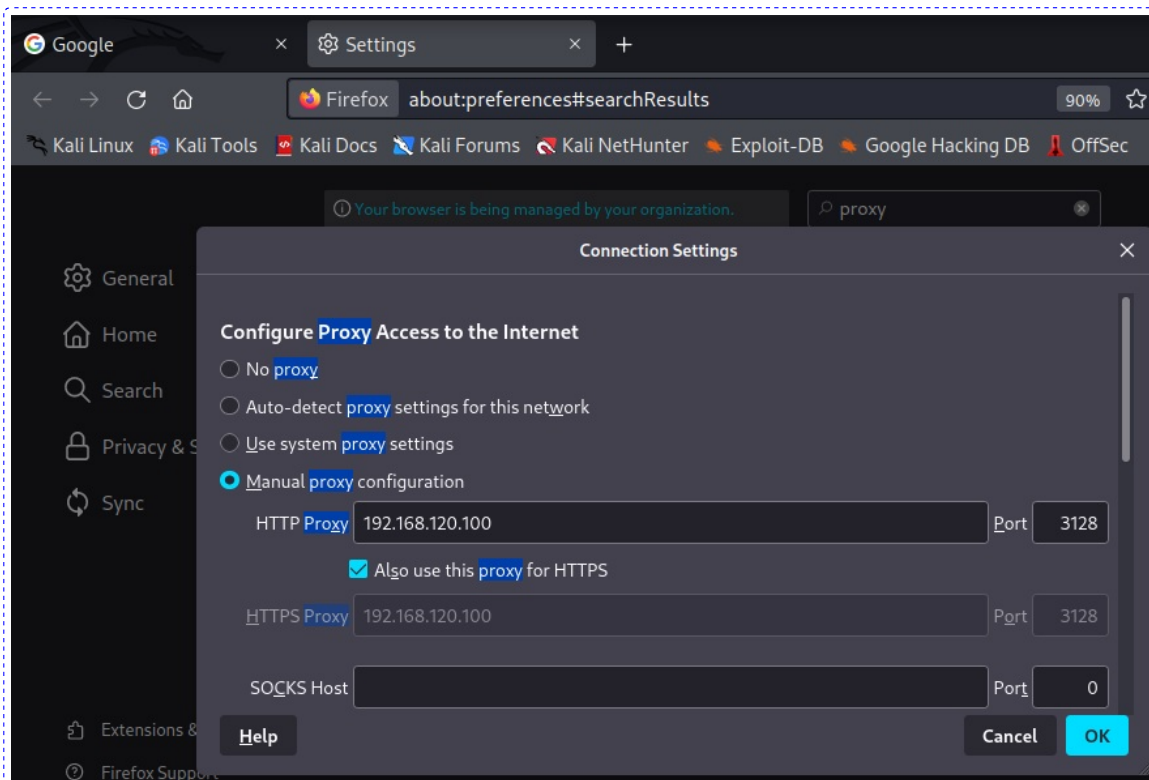 Google
Settings
Firefox about:preferences#searchResults 90%
Kali Linux Kali Tools Kali Docs Kali Forums Kali NetHunter Exploit-DB Google Hacking DB OffSec
Your browser is being managed by your organization. proxy
Connection Settings
General
Home
Search
Privacy & S
Sync
Extensions &
Firefox Support
Configure Proxy Access to the Internet
No proxy
Auto-detect proxy settings for this network
Use system proxy settings
Manual proxy configuration
HTTP Proxy 192.168.120.100 Port 3128
Also use this proxy for HTTPS
HTTPS Proxy 192.168.120.100 Port 3128
SOCKS Host Port 0
Help Cancel OK